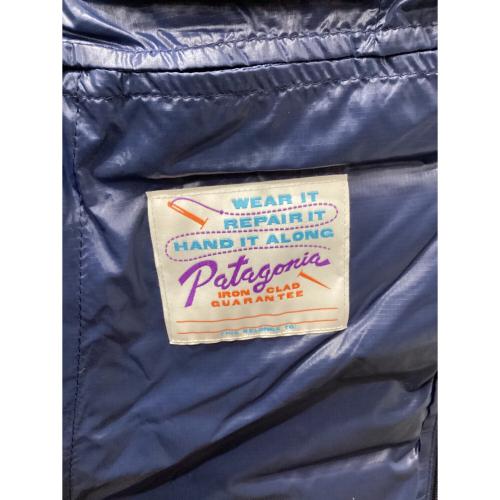 WEAR IT
REPAIR IT
HAND IT ALONG
Patagonia
IRON CLAD
GUARANTEE
THIS BELONGS TO: